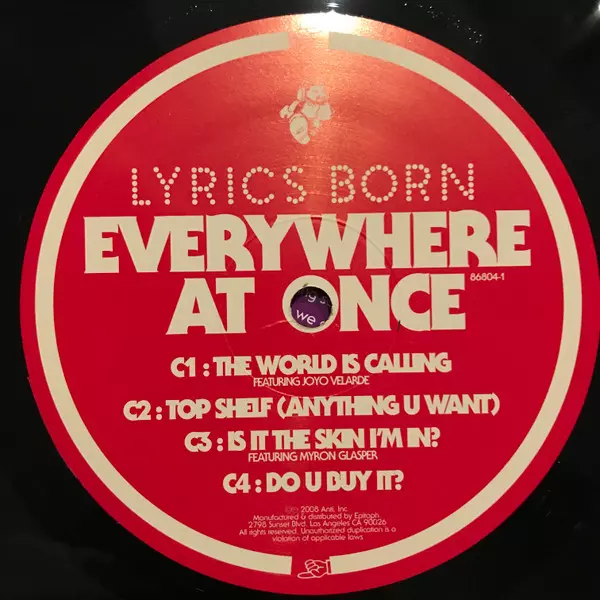 LYRICS BORN
EVERYWHERE
AT ONCE
86804-1
we
C1 : THE WORLD IS CALLING
FEATURING JOYO VELARDE
C2 : TOP SHELF (ANYTHING U WANT)
C3 : IS IT THE SKIN I'M IN?
FEATURING MYRON GLASPER
C4 : DO U BUY IT?
©℗ 2008 Anti, Inc
Manufactured & distributed by Epitaph.
2798 Sunset Blvd. Los Angeles CA 90026
All rights reserved. Unauthorized duplication is a
violation of applicable laws